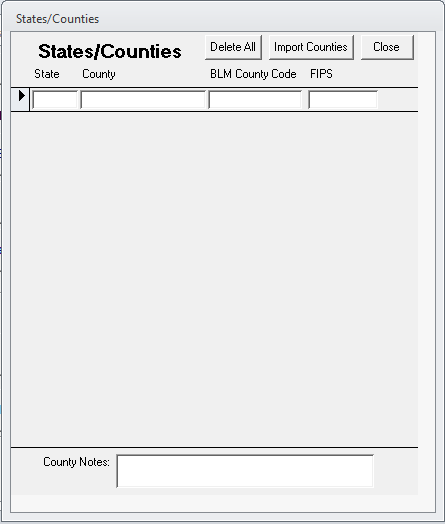 States/Counties
States/Counties Delete All Import Counties Close
State County BLM County Code FIPS
County Notes: